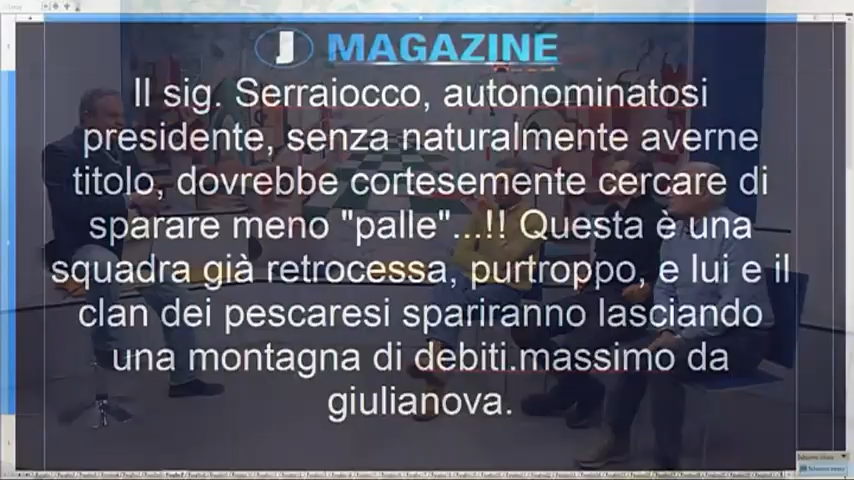 J MAGAZINE
Il sig. Serraiocco, autonominatosi
presidente, senza naturalmente averne
titolo, dovrebbe cortesemente cercare di
sparare meno "palle"...!! Questa è una
squadra già retrocessa, purtroppo, e lui e il
clan dei pescaresi spariranno lasciando
una montagna di debiti.massimo da
giulianova.